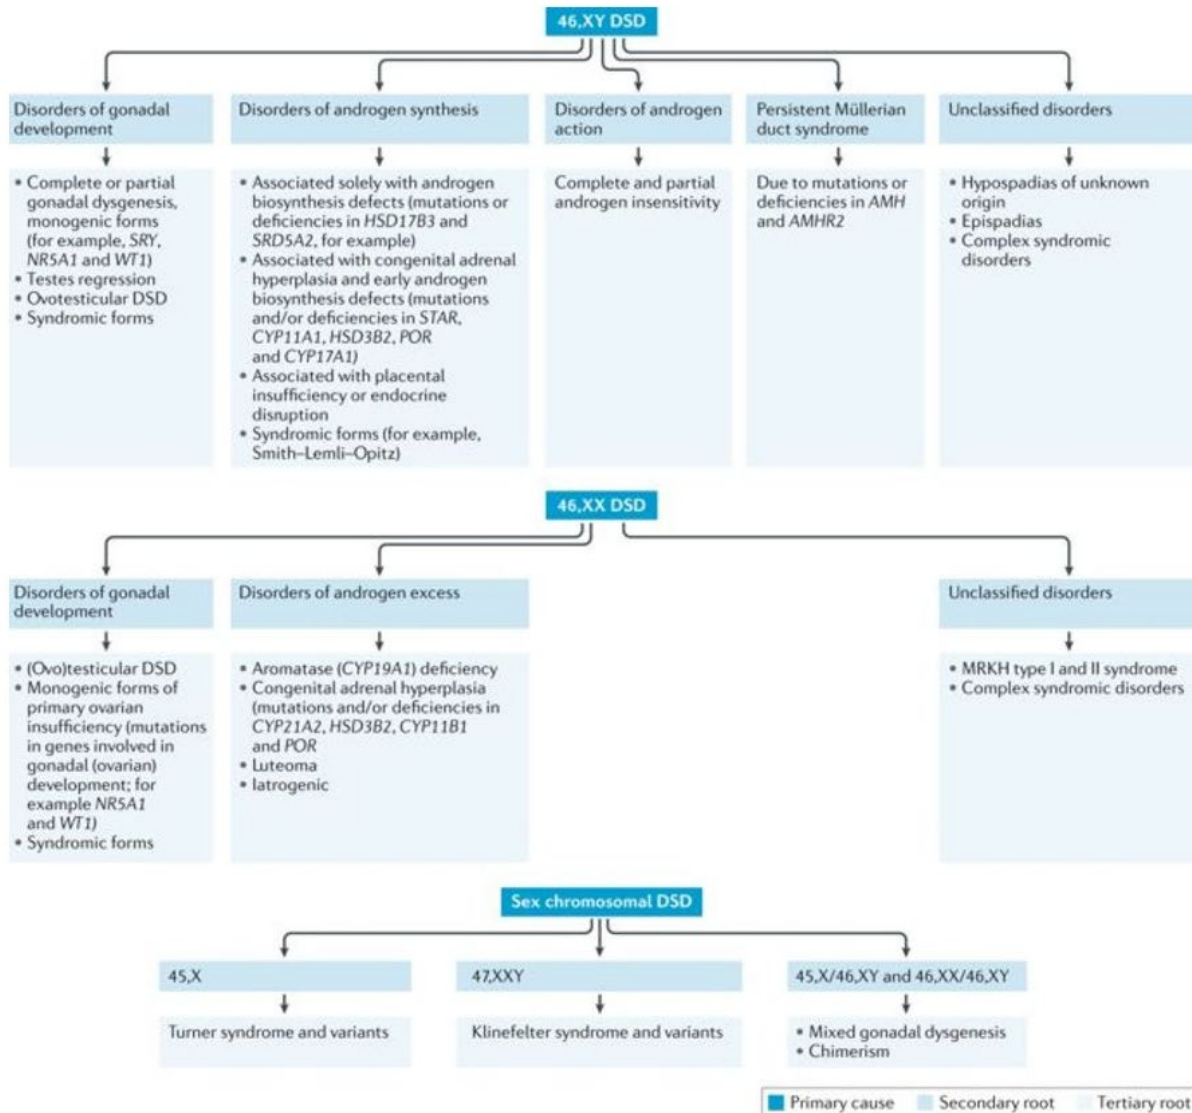 46,XY DSD
Disorders of gonadal
development
Disorders of androgen synthesis
Disorders of androgen
action
Persistent Müllerian
duct syndrome
Unclassified disorders
• Complete or partial
gonadal dysgenesis,
monogenic forms
(for example, SRY,
NR5A1 and WT1)
• Testes regression
• Ovotesticular DSD
• Syndromic forms
• Associated solely with androgen
biosynthesis defects (mutations
or deficiencies in HSD17B3 and
SRD5A2, for example)
• Associated with congenital adrenal
hyperplasia and early androgen
biosynthesis defects (mutations
and/or deficiencies in STAR,
CYP11A1, HSD3B2, POR
and CYP17A1)
• Associated with placental
insufficiency or endocrine
disruption
• Syndromic forms (for example,
Smith–Lemli–Opitz)
Complete and partial
androgen insensitivity
Due to mutations or
deficiencies in AMH
and AMHR2
• Hypospadias of unknown
origin
• Epispadias
• Complex syndromic
disorders
46,XX DSD
Disorders of gonadal
development
Disorders of androgen excess
Unclassified disorders
• (Ovo)testicular DSD
• Monogenic forms of
primary ovarian
insufficiency (mutations
in genes involved in
gonadal (ovarian)
development; for
example NR5A1
and WT1)
• Syndromic forms
• Aromatase (CYP19A1) deficiency
• Congenital adrenal hyperplasia
(mutations and/or deficiencies in
CYP21A2, HSD3B2, CYP11B1
and POR
• Luteoma
• Iatrogenic
• MRKH type I and II syndrome
• Complex syndromic disorders
Sex chromosomal DSD
45,X
47,XXY
45,X/46,XY and 46,XX/46,XY
Turner syndrome and variants
Klinefelter syndrome and variants
• Mixed gonadal dysgenesis
• Chimerism
Primary cause
Secondary root
Tertiary root